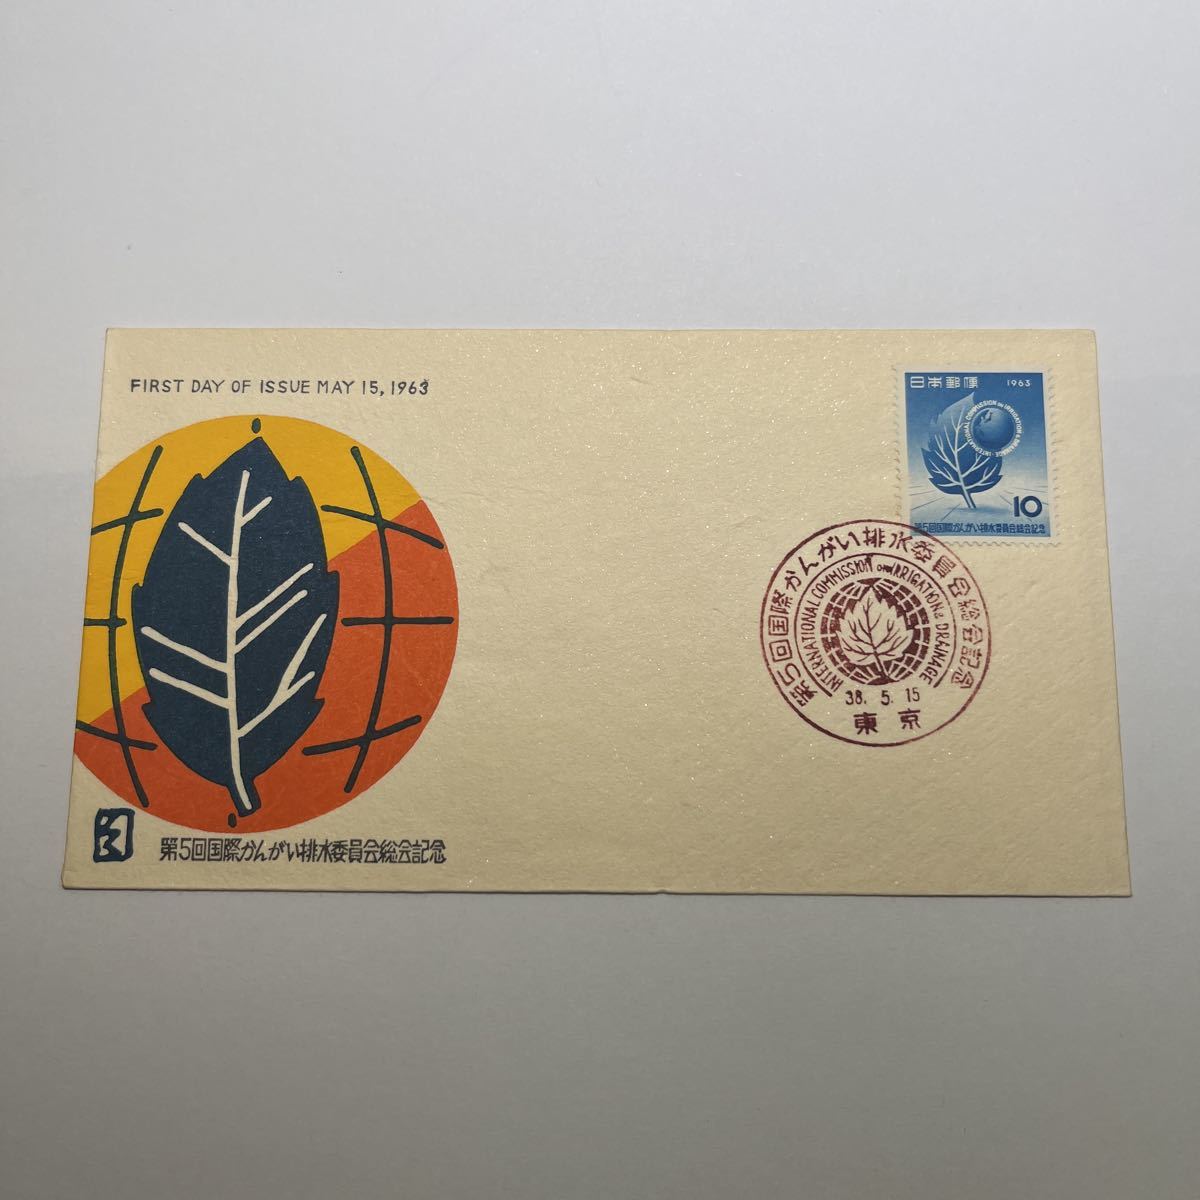 FIRST DAY OF ISSUE MAY 15, 1963
日本郵便 1963
INTERNATIONAL COMMISSION ON IRRIGATION & DRAINAGE
10
第5回国際かんがい排水委員会総会記念
第5回国際かんがい排水委員会総会記念
INTERNATIONAL COMMISSION ON IRRIGATION & DRAINAGE
38. 5. 15
東京
第5回国際かんがい排水委員会総会記念